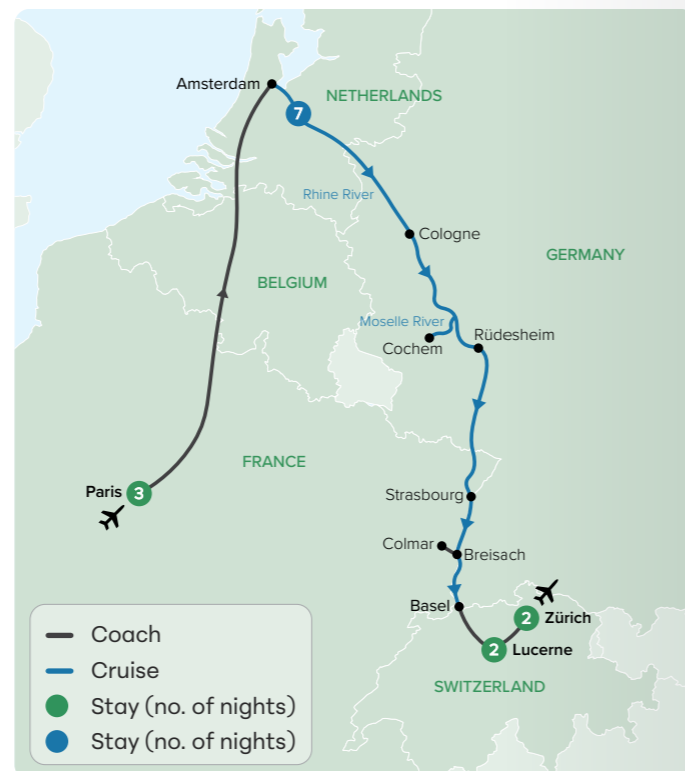 Amsterdam
NETHERLANDS
7
Rhine River
Cologne
GERMANY
BELGIUM
Moselle River
Cochem
Rüdesheim
FRANCE
Paris 3
Strasbourg
Colmar
Breisach
Basel
2 Zürich
2 Lucerne
SWITZERLAND
Coach
Cruise
Stay (no. of nights)
Stay (no. of nights)